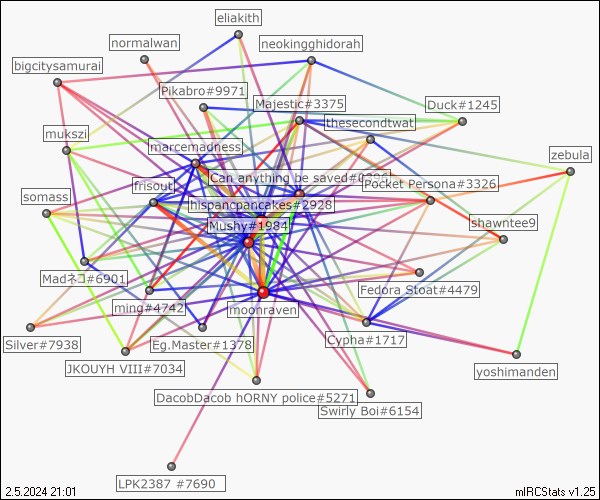 eliakith
normalwan
neokingghidorah
bigcitysamurai
Pikabro#9971
Majestic#3375
Duck#1245
thesecondtwat
mukszi
marcemadness
zebula
Can anything be saved
frisout
Pocket Persona#3326
somass
hispanopancakes#2928
Mushy#1984
shawntee9
Madネコ#6901
Fedora Stoat#4479
ming#4742
moonraven
Silver#7938
Eg.Master#1378
Cypha#1717
JKOUYH VIII#7034
yoshimanden
DacobDacob hORNY police#5271
Swirly Boi#6154
LPK2387 #7690
2.5.2024 21:01
mIRCStats v1.25